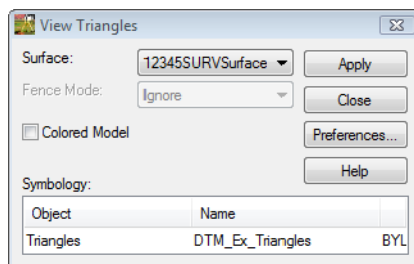 View Triangles
Surface: 12345SURVSurface Apply
Fence Mode: Ignore Close
Colored Model Preferences...
Help
Symbology:
Object Name
Triangles DTM_Ex_Triangles BYL